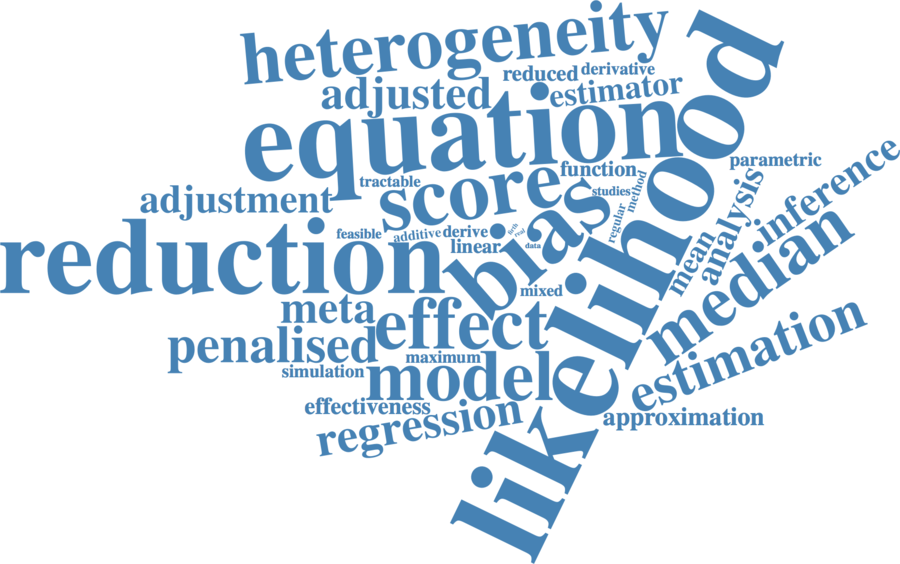 heterogeneity
reduced
derivative
adjusted
estimator
equation
likelihood
function
parametric
tractable
score
studies
method
adjustment
regular
analysis
inference
feasible
additive
derive
linear
data
real
bias
mean
median
reduction
mixed
meta
effect
penalised
maximum
simulation
model
estimation
effectiveness
regression
approximation